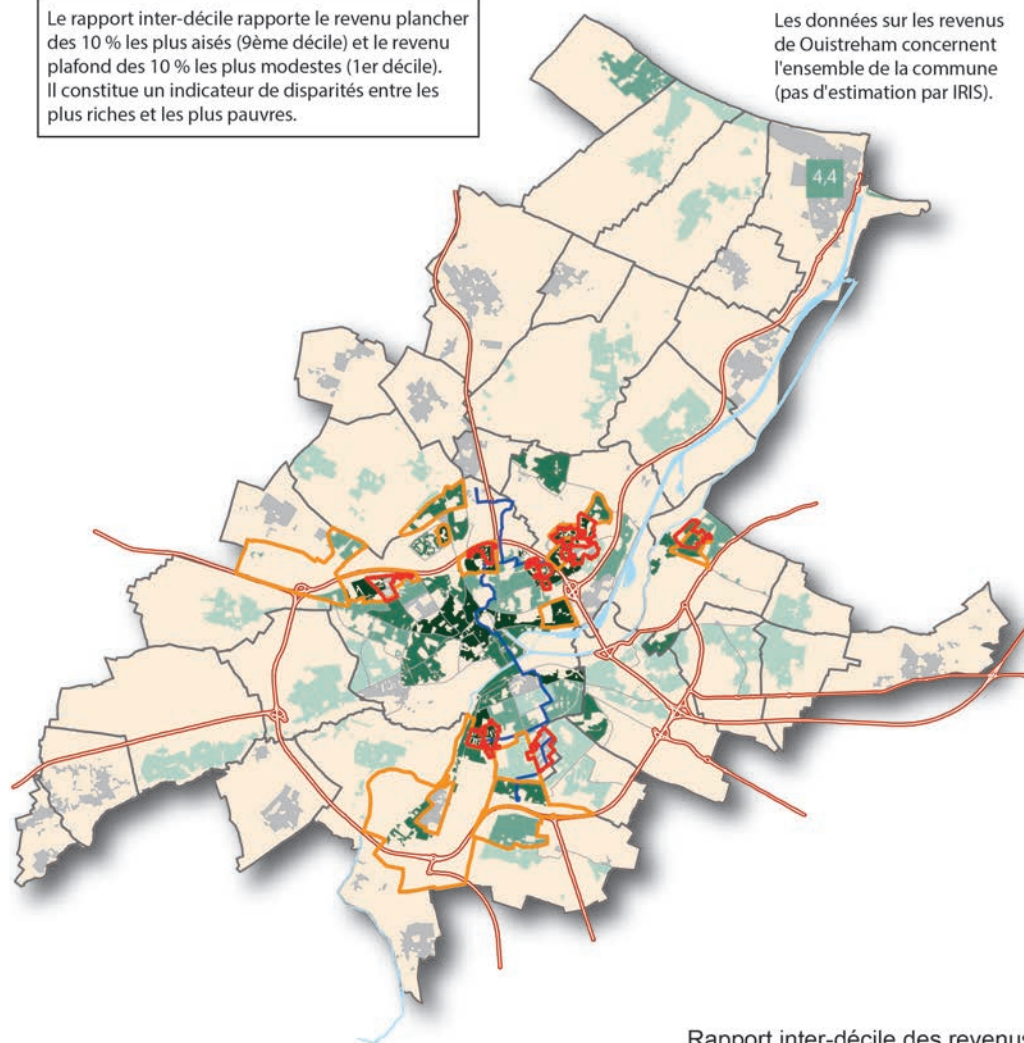 Le rapport inter-décile rapporte le revenu plancher
des 10 % les plus aisés (9ème décile) et le revenu
plafond des 10 % les plus modestes (1er décile).
Il constitue un indicateur de disparités entre les
plus riches et les plus pauvres.
Les données sur les revenus
de Ouistreham concernent
l'ensemble de la commune
(pas d'estimation par IRIS).
4,4
Rapport inter-décile des revenus